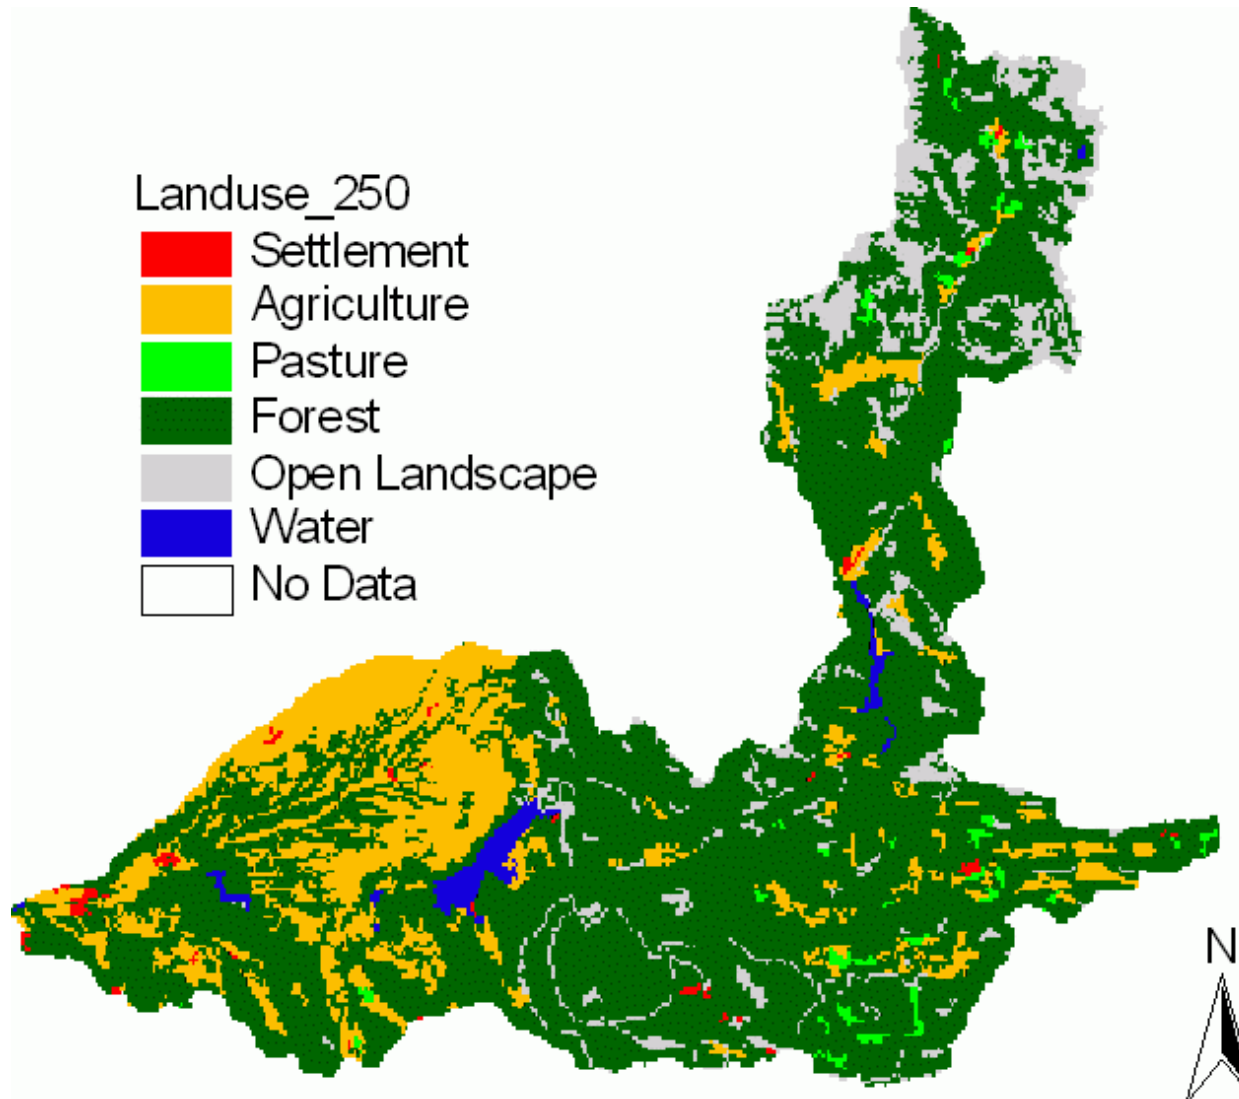 Landuse_250
Settlement
Agriculture
Pasture
Forest
Open Landscape
Water
No Data
N